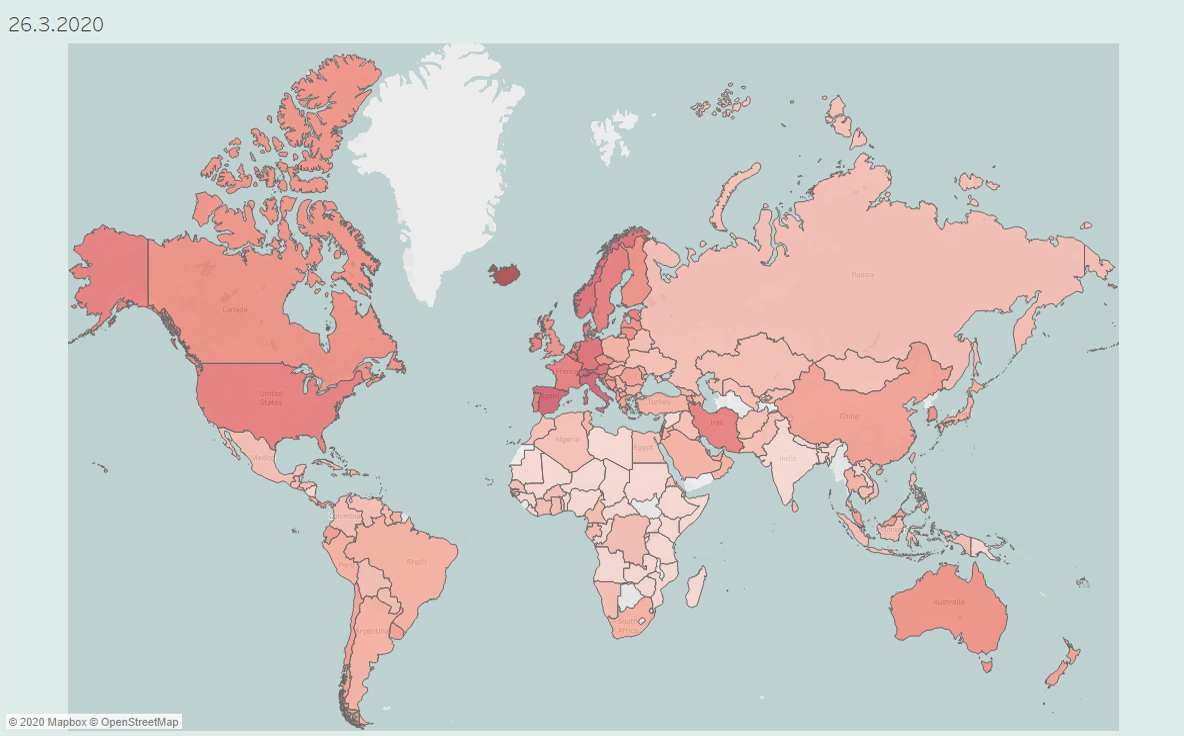 26.3.2020
Russia
Canada
United
States
France
Spain
Turkey
Iran
China
Algeria
Egypt
India
Mexico
Colombia
Brazil
Peru
Argentina
South
Africa
Australia
© 2020 Mapbox © OpenStreetMap